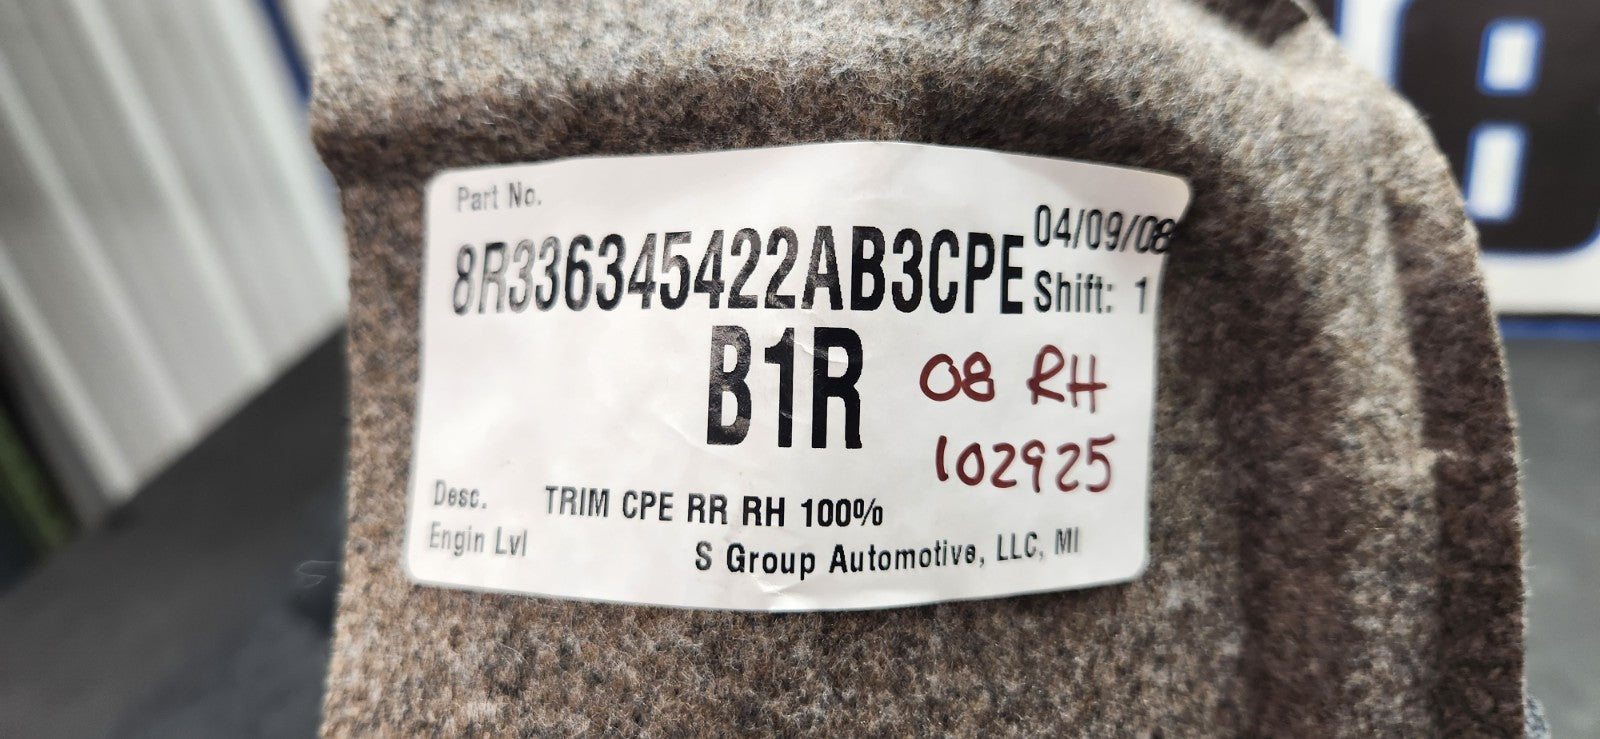 Part No.
8R336345422AB3CPE
04/09/08
Shift: 1
B1R
08 RH
102925
Desc. TRIM CPE RR RH 100%
Engin Lvl S Group Automotive, LLC, MI
8